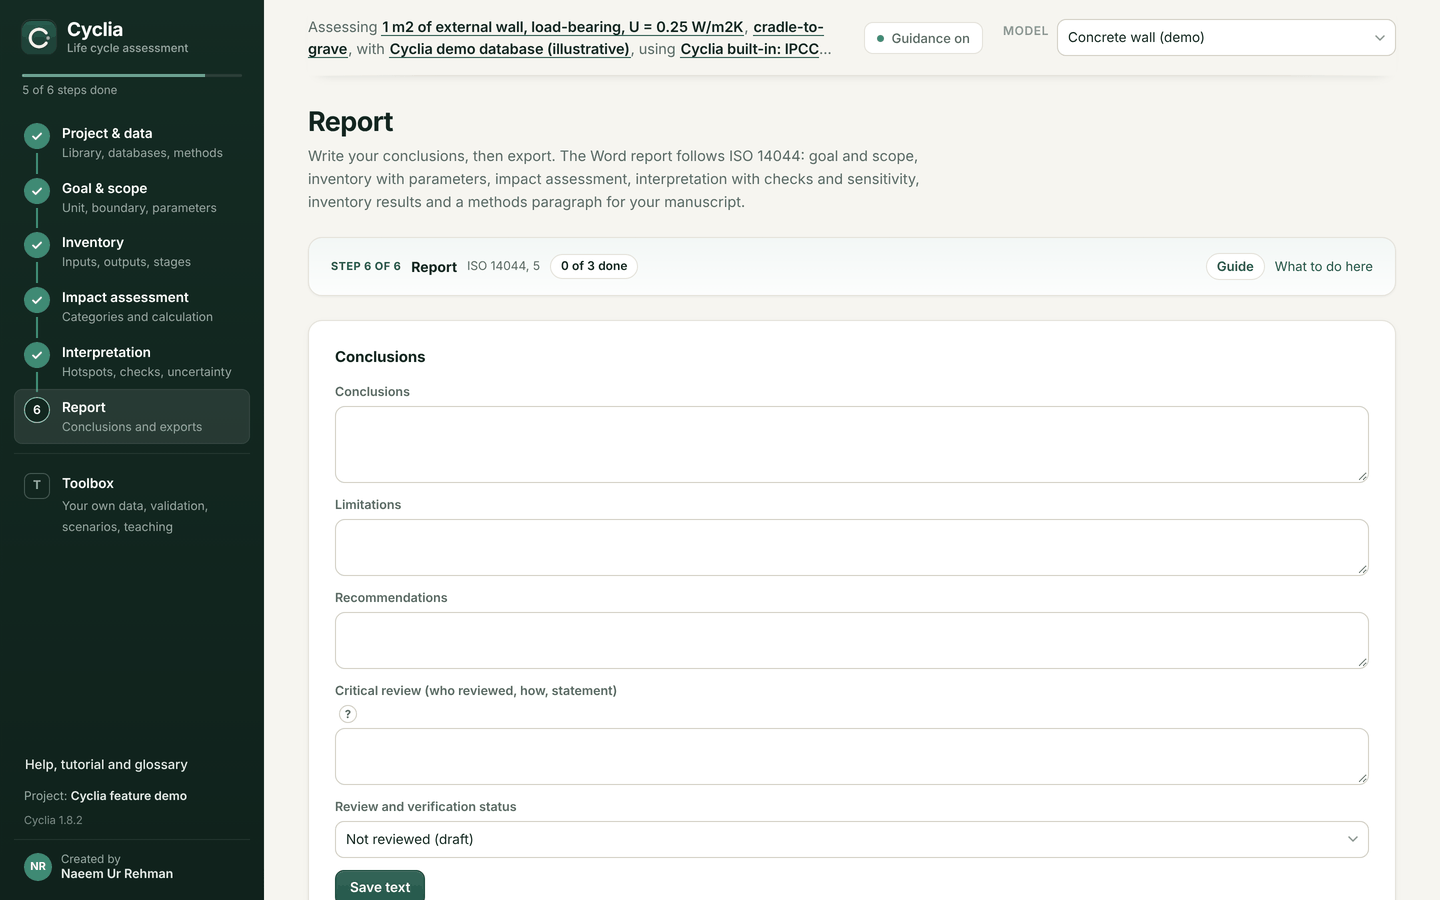 Cyclia
Life cycle assessment
5 of 6 steps done
Project & data
Library, databases, methods
Goal & scope
Unit, boundary, parameters
Inventory
Inputs, outputs, stages
Impact assessment
Categories and calculation
Interpretation
Hotspots, checks, uncertainty
6
Report
Conclusions and exports
T
Toolbox
Your own data, validation,
scenarios, teaching
Help, tutorial and glossary
Project: Cyclia feature demo
Cyclia 1.8.2
NR
Created by
Naeem Ur Rehman
Assessing 1 m2 of external wall, load-bearing, U = 0.25 W/m2K, cradle-to-
grave, with Cyclia demo database (illustrative), using Cyclia built-in: IPCC...
Guidance on
MODEL
Concrete wall (demo)
Report
Write your conclusions, then export. The Word report follows ISO 14044: goal and scope,
inventory with parameters, impact assessment, interpretation with checks and sensitivity,
inventory results and a methods paragraph for your manuscript.
STEP 6 OF 6 Report ISO 14044, 5 0 of 3 done
Guide What to do here
Conclusions
Conclusions
Limitations
Recommendations
Critical review (who reviewed, how, statement)
?
Review and verification status
Not reviewed (draft)
Save text